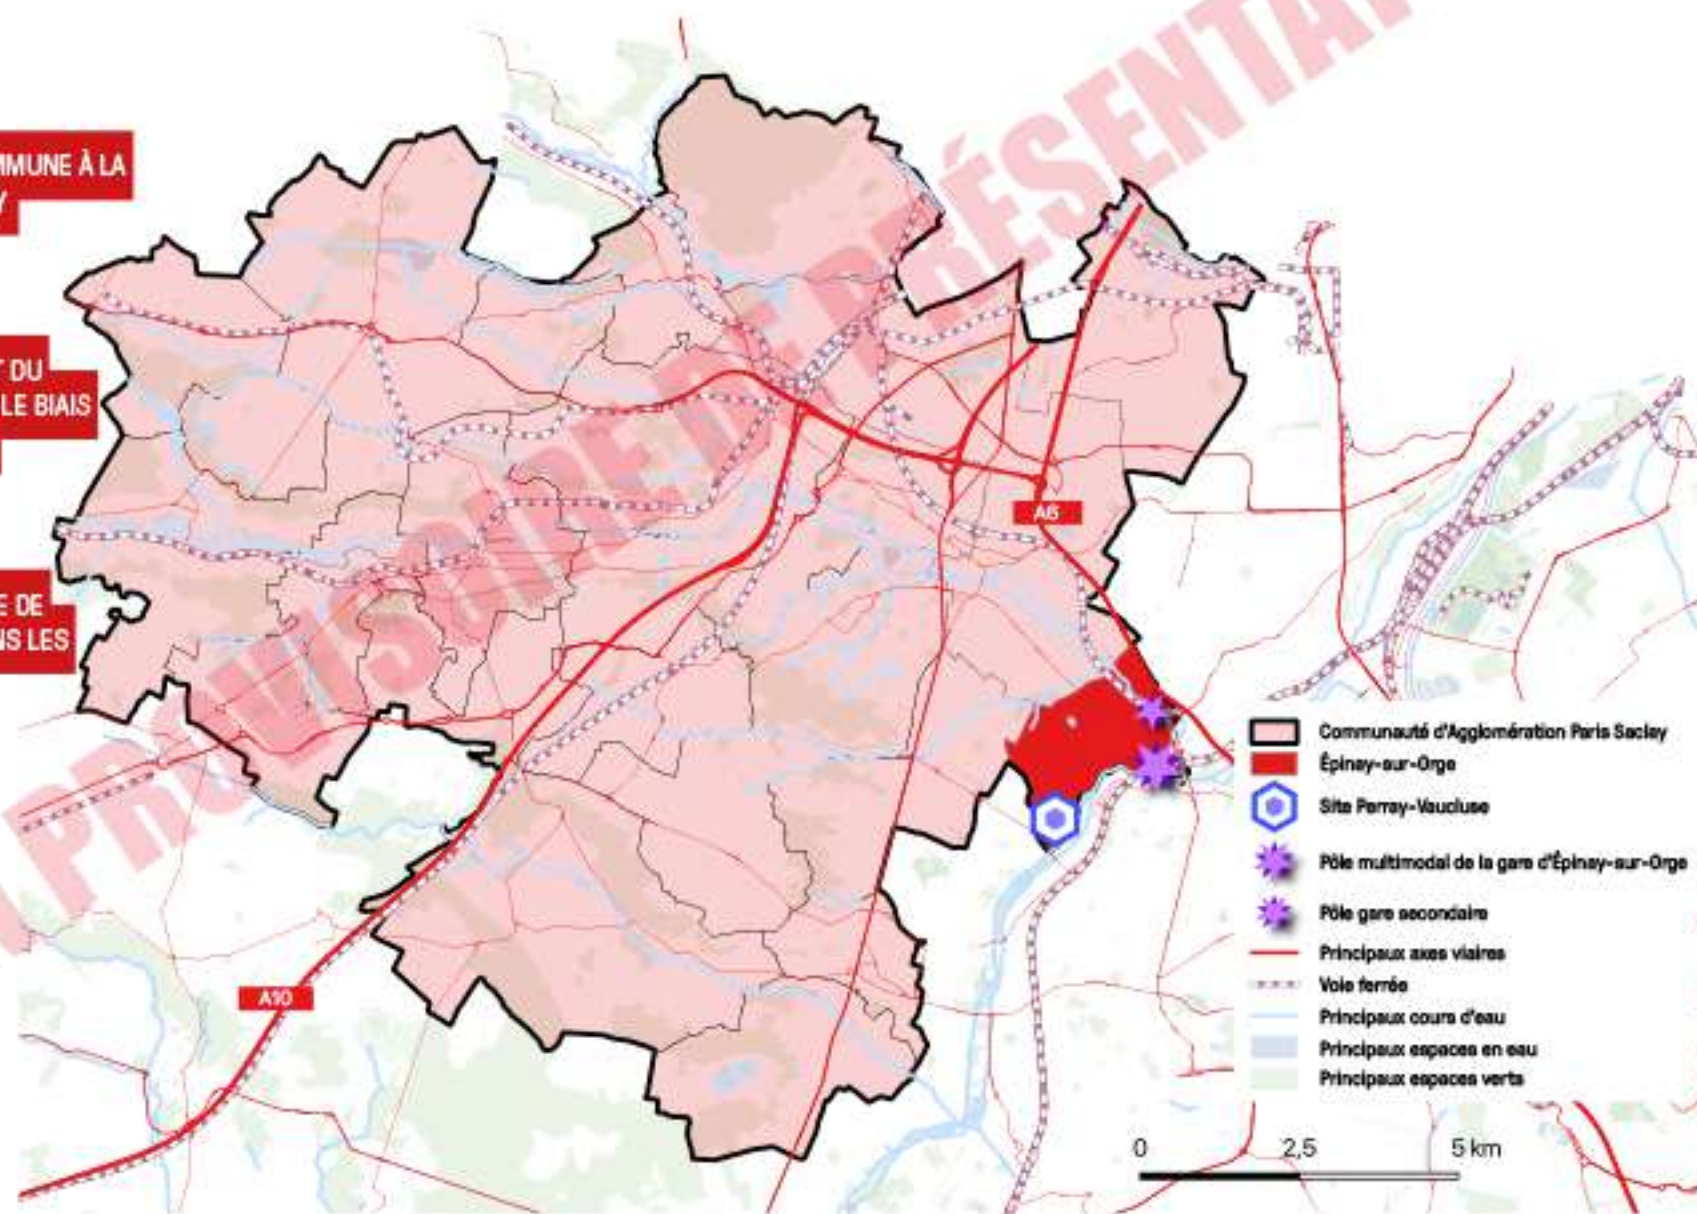 MMUNE À LA
Y
T DU
LE BIAIS
E DE
NS LES
PROVISOIRE DE PRÉSENTA
A6
A10
Communauté d'Agglomération Paris Saclay
Épinay-sur-Orge
Site Perray-Vaucluse
Pôle multimodal de la gare d'Épinay-sur-Orge
Pôle gare secondaire
Principaux axes viaires
Voie ferrée
Principaux cours d'eau
Principaux espaces en eau
Principaux espaces verts
0 2,5 5 km